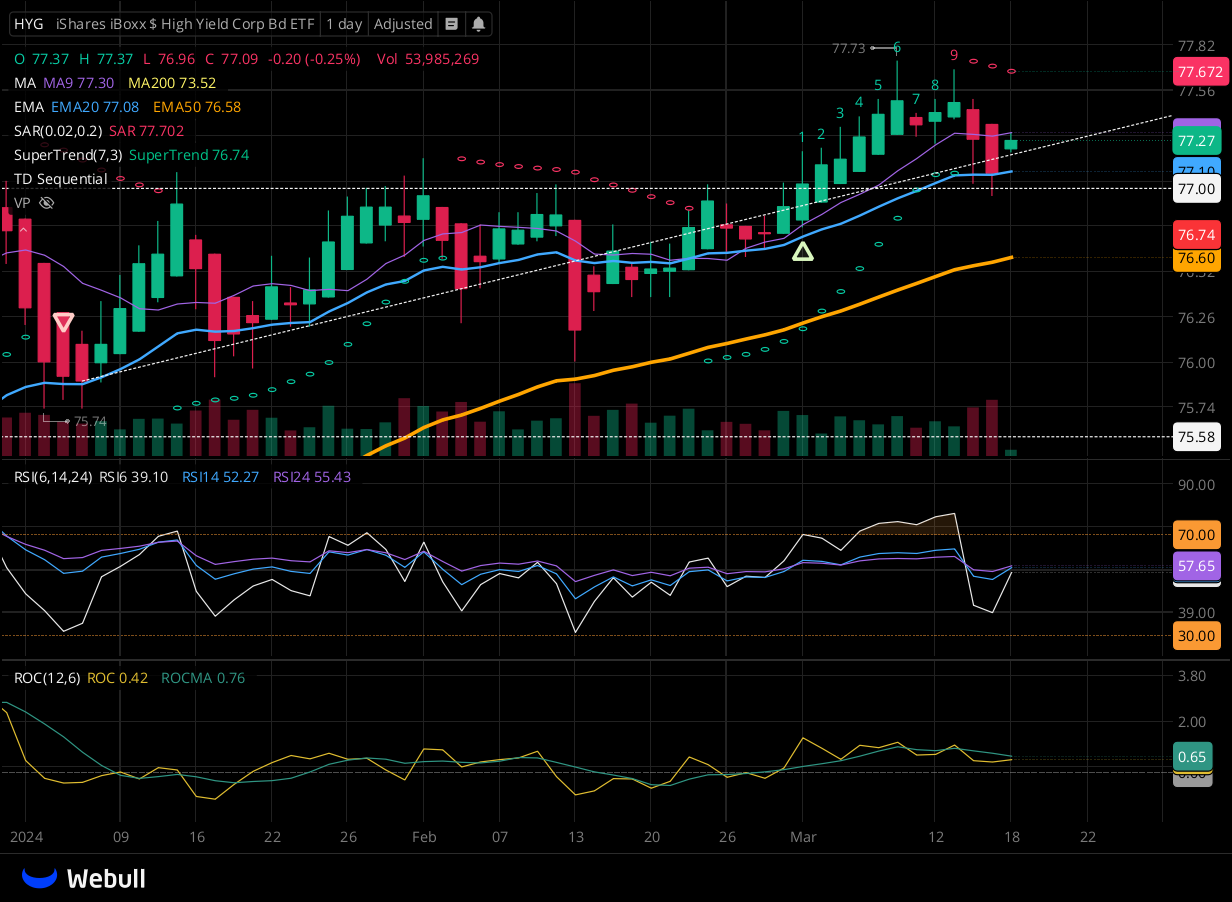 HYG iShares iBoxx $ High Yield Corp Bd ETF 1 day Adjusted
O 77.37 H 77.37 L 76.96 C 77.09 -0.20 (-0.25%) Vol 53,985,269
MA MA9 77.30 MA200 73.52
EMA EMA20 77.08 EMA50 76.58
SAR(0.02,0.2) SAR 77.702
SuperTrend(7,3) SuperTrend 76.74
TD Sequential
VP
77.73
6
9
5
8
4
7
3
2
1
75.74
77.82
77.672
77.56
77.27
77.10
77.00
76.74
76.60
76.26
76.00
75.74
75.58
RSI(6,14,24) RSI6 39.10 RSI14 52.27 RSI24 55.43
90.00
70.00
57.65
39.00
30.00
ROC(12,6) ROC 0.42 ROCMA 0.76
3.80
2.00
0.65
2024 09 16 22 26 Feb 07 13 20 26 Mar 12 18 22
Webull